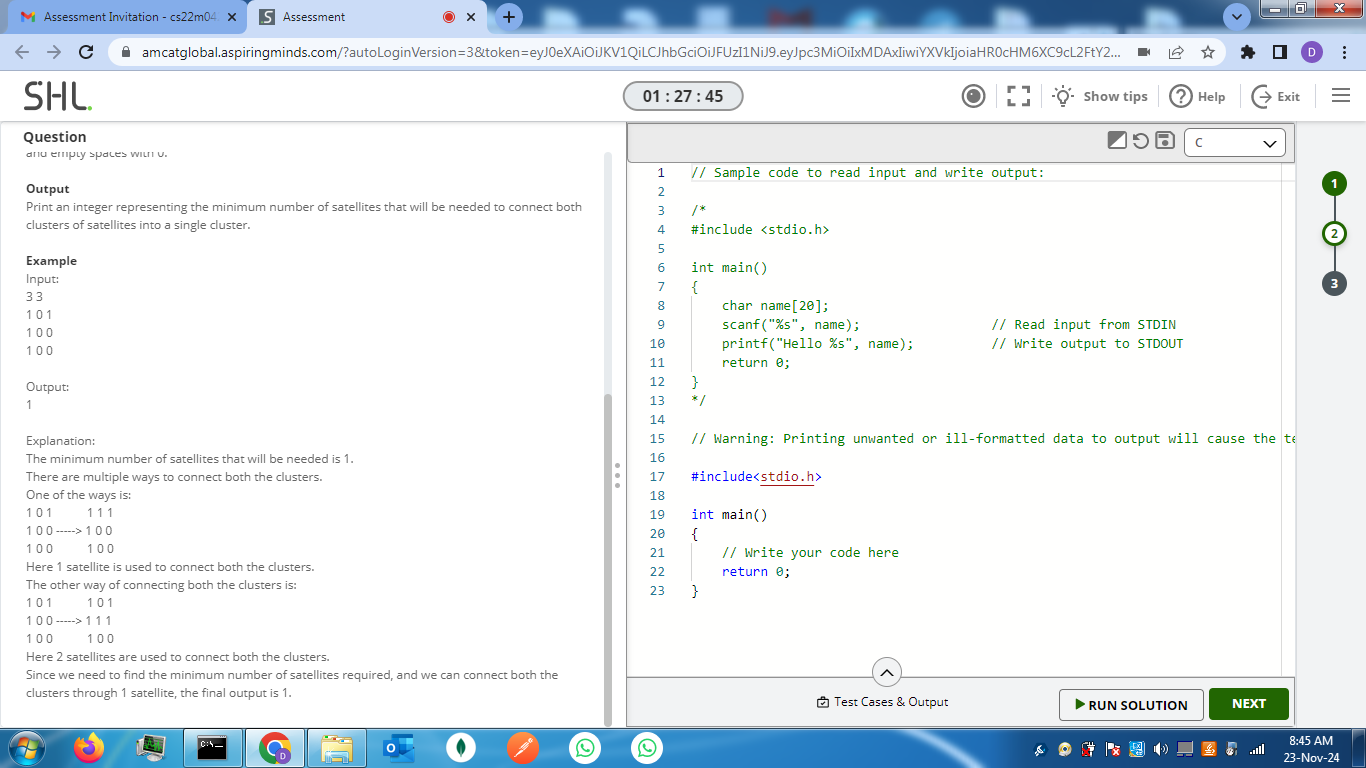 Assessment Invitation - cs22m04
Assessment
amcatglobal.aspiringminds.com/?autoLoginVersion=3&token=eyJ0eXAiOiJKV1QiLCJhbGciOiJFUzI1NiJ9.eyJpc3MiOiIxMDAxIiwiYXVkIjoiaHR0cHM6XC9cL2FtY2...
D
SHL.
01 : 27 : 45
Show tips
Help
Exit
Question
and empty spaces with 0.
Output
Print an integer representing the minimum number of satellites that will be needed to connect both
clusters of satellites into a single cluster.
Example
Input:
3 3
1 0 1
1 0 0
1 0 0
Output:
1
Explanation:
The minimum number of satellites that will be needed is 1.
There are multiple ways to connect both the clusters.
One of the ways is:
1 0 1 1 1 1
1 0 0 -----> 1 0 0
1 0 0 1 0 0
Here 1 satellite is used to connect both the clusters.
The other way of connecting both the clusters is:
1 0 1 1 0 1
1 0 0 -----> 1 1 1
1 0 0 1 0 0
Here 2 satellites are used to connect both the clusters.
Since we need to find the minimum number of satellites required, and we can connect both the
clusters through 1 satellite, the final output is 1.
C
1 // Sample code to read input and write output:
2
3 /*
4 #include <stdio.h>
5
6 int main()
7 {
8 char name[20];
9 scanf("%s", name); // Read input from STDIN
10 printf("Hello %s", name); // Write output to STDOUT
11 return 0;
12 }
13 */
14
15 // Warning: Printing unwanted or ill-formatted data to output will cause the te
16
17 #include<stdio.h>
18
19 int main()
20 {
21 // Write your code here
22 return 0;
23 }
1
2
3
Test Cases & Output
RUN SOLUTION
NEXT
8:45 AM
23-Nov-24